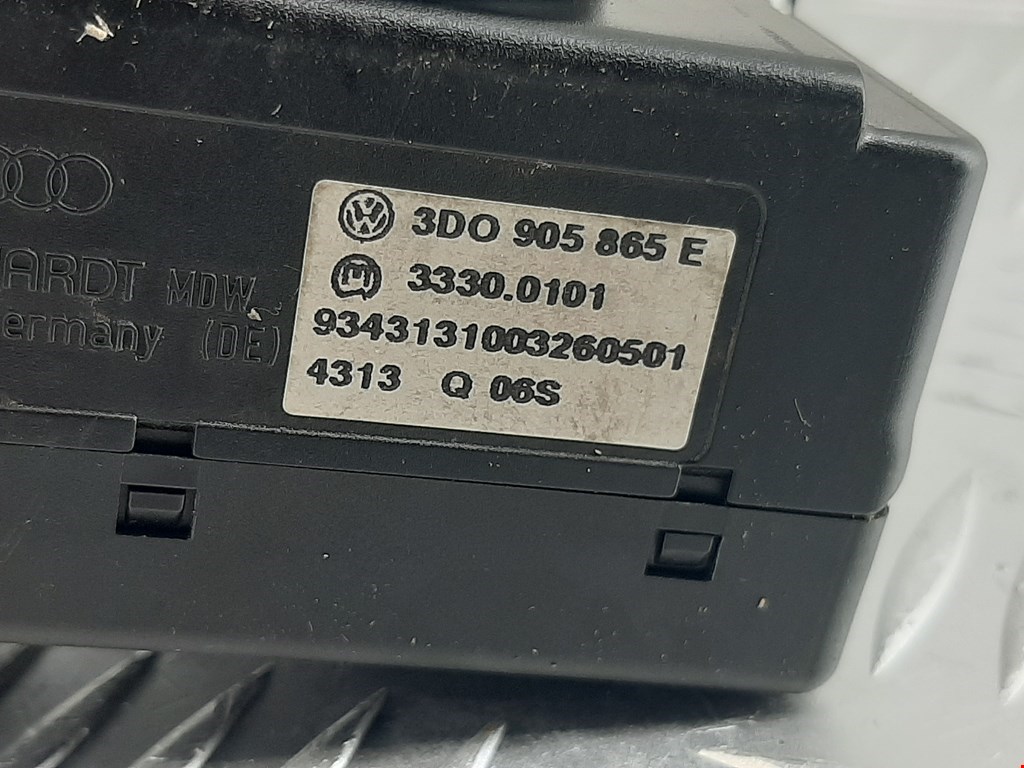 3D0 905 865 E
3330.0101
9343131003260501
4313 Q 06S
ARDT MDW
ermany (DE)